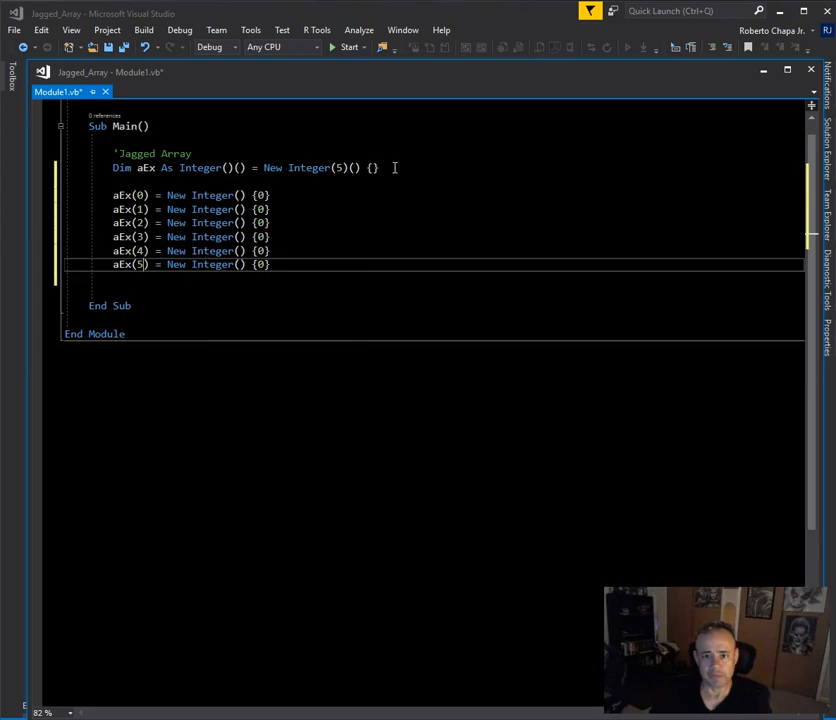 Jagged_Array - Microsoft Visual Studio
Quick Launch (Ctrl+Q)
File Edit View Project Build Debug Team Tools Test R Tools Analyze Window Help
Roberto Chapa Jr. RJ
Debug Any CPU Start
Toolbox
Jagged_Array - Module1.vb*
Module1.vb*
0 references
Sub Main()
'Jagged Array
Dim aEx As Integer()() = New Integer(5)() {}
aEx(0) = New Integer() {0}
aEx(1) = New Integer() {0}
aEx(2) = New Integer() {0}
aEx(3) = New Integer() {0}
aEx(4) = New Integer() {0}
aEx(5) = New Integer() {0}
End Sub
End Module
Notifications
Solution Explorer
Team Explorer
Diagnostic Tools
Properties
82 %